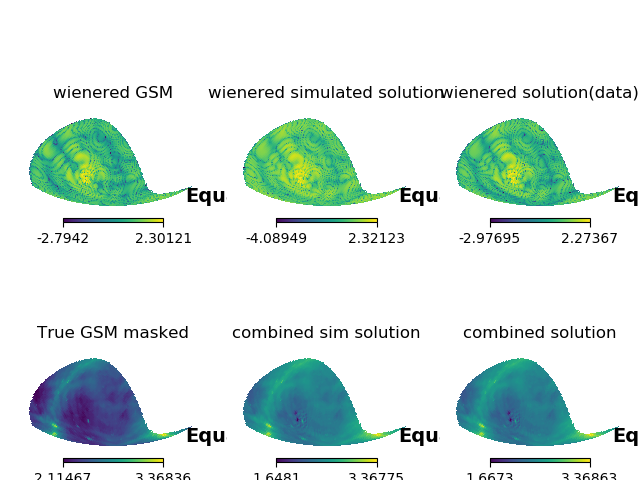 wienered GSM
wienered simulated solution
wienered solution(data)
Equ
Equ
Eq
-2.7942 2.30121
-4.08949 2.32123
-2.97695 2.27367
True GSM masked
combined sim solution
combined solution
Equ
Equ
Eq
2.11467 3.36836
1.6481 3.36775
1.6673 3.36863